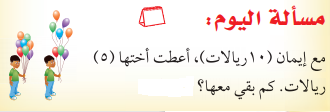 مسألة اليوم:
مع إيمان (١٠ريالات)، أعطت أختها (٥)
ريالات. كم بقي معها؟